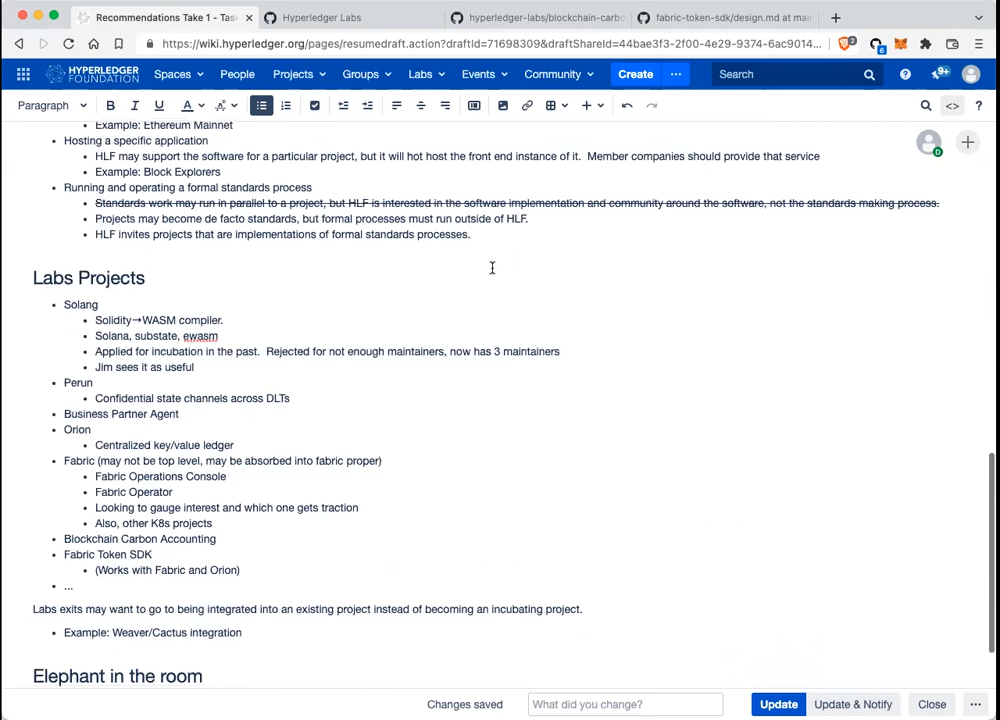 Recommendations Take 1 - Tas
Hyperledger Labs
hyperledger-labs/blockchain-carbo
fabric-token-sdk/design.md at mai
https://wiki.hyperledger.org/pages/resumedraft.action?draftId=71698309&draftShareId=44bae3f3-2f00-4e29-9374-6ac9014...
2
6
HYPERLEDGER FOUNDATION
Spaces
People
Projects
Groups
Labs
Events
Community
Create
Search
9+
Paragraph
B I U A
Example: Ethereum Mainnet
• Hosting a specific application
• HLF may support the software for a particular project, but it will hot host the front end instance of it. Member companies should provide that service
• Example: Block Explorers
• Running and operating a formal standards process
• Standards work may run in parallel to a project, but HLF is interested in the software implementation and community around the software, not the standards making process.
• Projects may become de facto standards, but formal processes must run outside of HLF.
• HLF invites projects that are implementations of formal standards processes.
Labs Projects
• Solang
• Solidity→WASM compiler.
• Solana, substate, ewasm
• Applied for incubation in the past. Rejected for not enough maintainers, now has 3 maintainers
• Jim sees it as useful
• Perun
• Confidential state channels across DLTs
• Business Partner Agent
• Orion
• Centralized key/value ledger
• Fabric (may not be top level, may be absorbed into fabric proper)
• Fabric Operations Console
• Fabric Operator
• Looking to gauge interest and which one gets traction
• Also, other K8s projects
• Blockchain Carbon Accounting
• Fabric Token SDK
• (Works with Fabric and Orion)
• ...
Labs exits may want to go to being integrated into an existing project instead of becoming an incubating project.
• Example: Weaver/Cactus integration
Elephant in the room
Changes saved
What did you change?
Update
Update & Notify
Close